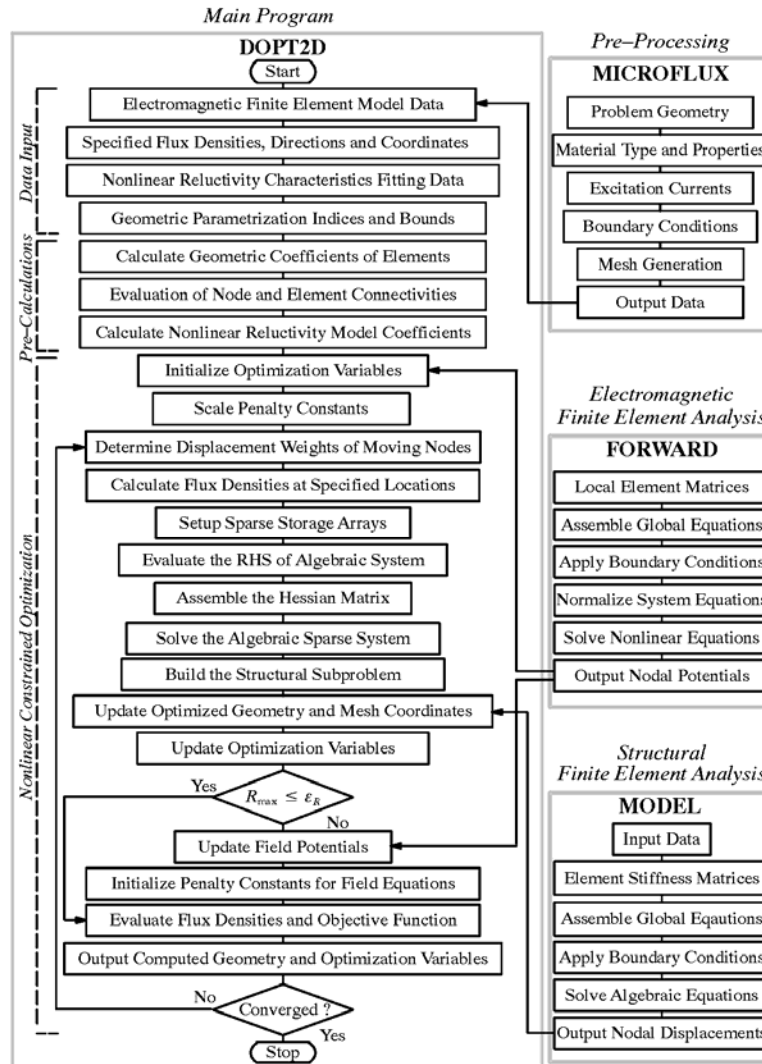 Main Program
DOPT2D
Start
Electromagnetic Finite Element Model Data
Specified Flux Densities, Directions and Coordinates
Nonlinear Reluctivity Characteristics Fitting Data
Geometric Parametrization Indices and Bounds
Calculate Geometric Coefficients of Elements
Evaluation of Node and Element Connectivities
Calculate Nonlinear Reluctivity Model Coefficients
Initialize Optimization Variables
Scale Penalty Constants
Determine Displacement Weights of Moving Nodes
Calculate Flux Densities at Specified Locations
Setup Sparse Storage Arrays
Evaluate the RHS of Algebraic System
Assemble the Hessian Matrix
Solve the Algebraic Sparse System
Build the Structural Subproblem
Update Optimized Geometry and Mesh Coordinates
Update Optimization Variables
Yes
R_max ≤ ε_R
No
Update Field Potentials
Initialize Penalty Constants for Field Equations
Evaluate Flux Densities and Objective Function
Output Computed Geometry and Optimization Variables
No
Converged ?
Yes
Stop
Data Input
Pre–Calculations
Nonlinear Constrained Optimization
Pre–Processing
MICROFLUX
Problem Geometry
Material Type and Properties
Excitation Currents
Boundary Conditions
Mesh Generation
Output Data
Electromagnetic
Finite Element Analysis
FORWARD
Local Element Matrices
Assemble Global Equations
Apply Boundary Conditions
Normalize System Equations
Solve Nonlinear Equations
Output Nodal Potentials
Structural
Finite Element Analysis
MODEL
Input Data
Element Stiffness Matrices
Assemble Global Eqautions
Apply Boundary Conditions
Solve Algebraic Equations
Output Nodal Displacements